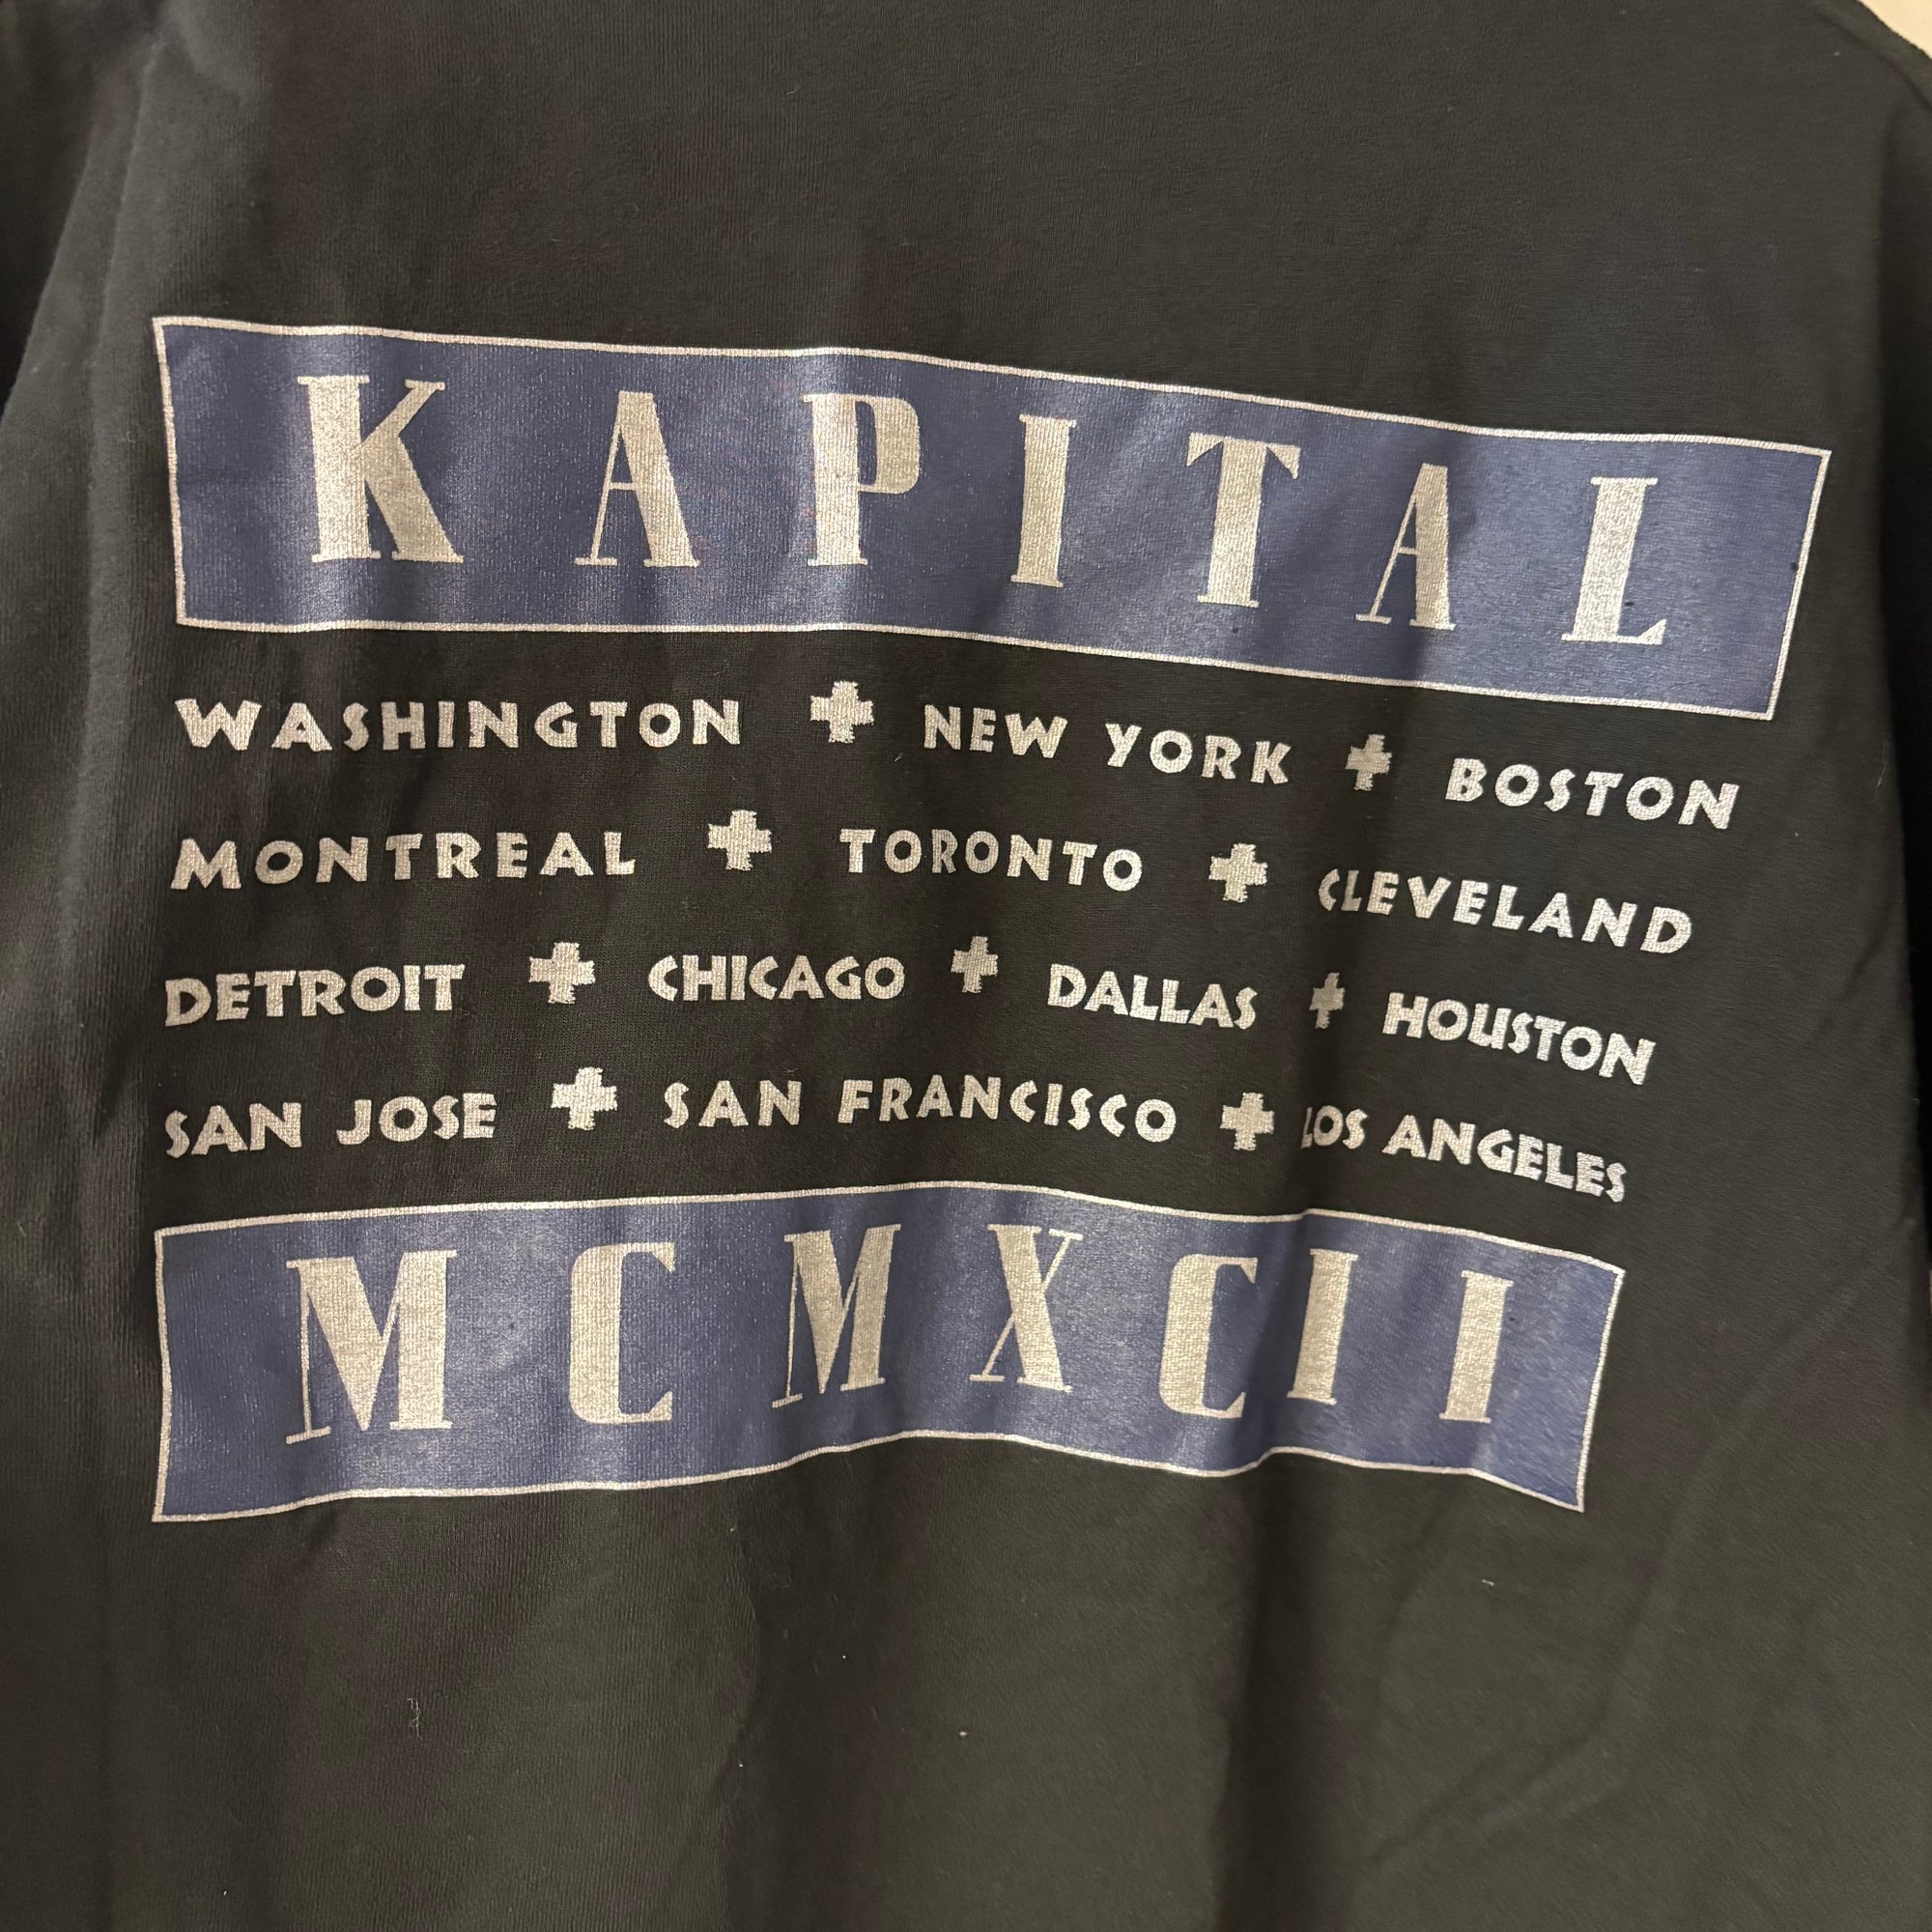 KAPITAL
WASHINGTON + NEW YORK + BOSTON
MONTREAL + TORONTO + CLEVELAND
DETROIT + CHICAGO + DALLAS + HOUSTON
SAN JOSE + SAN FRANCISCO + LOS ANGELES
MCMXCII